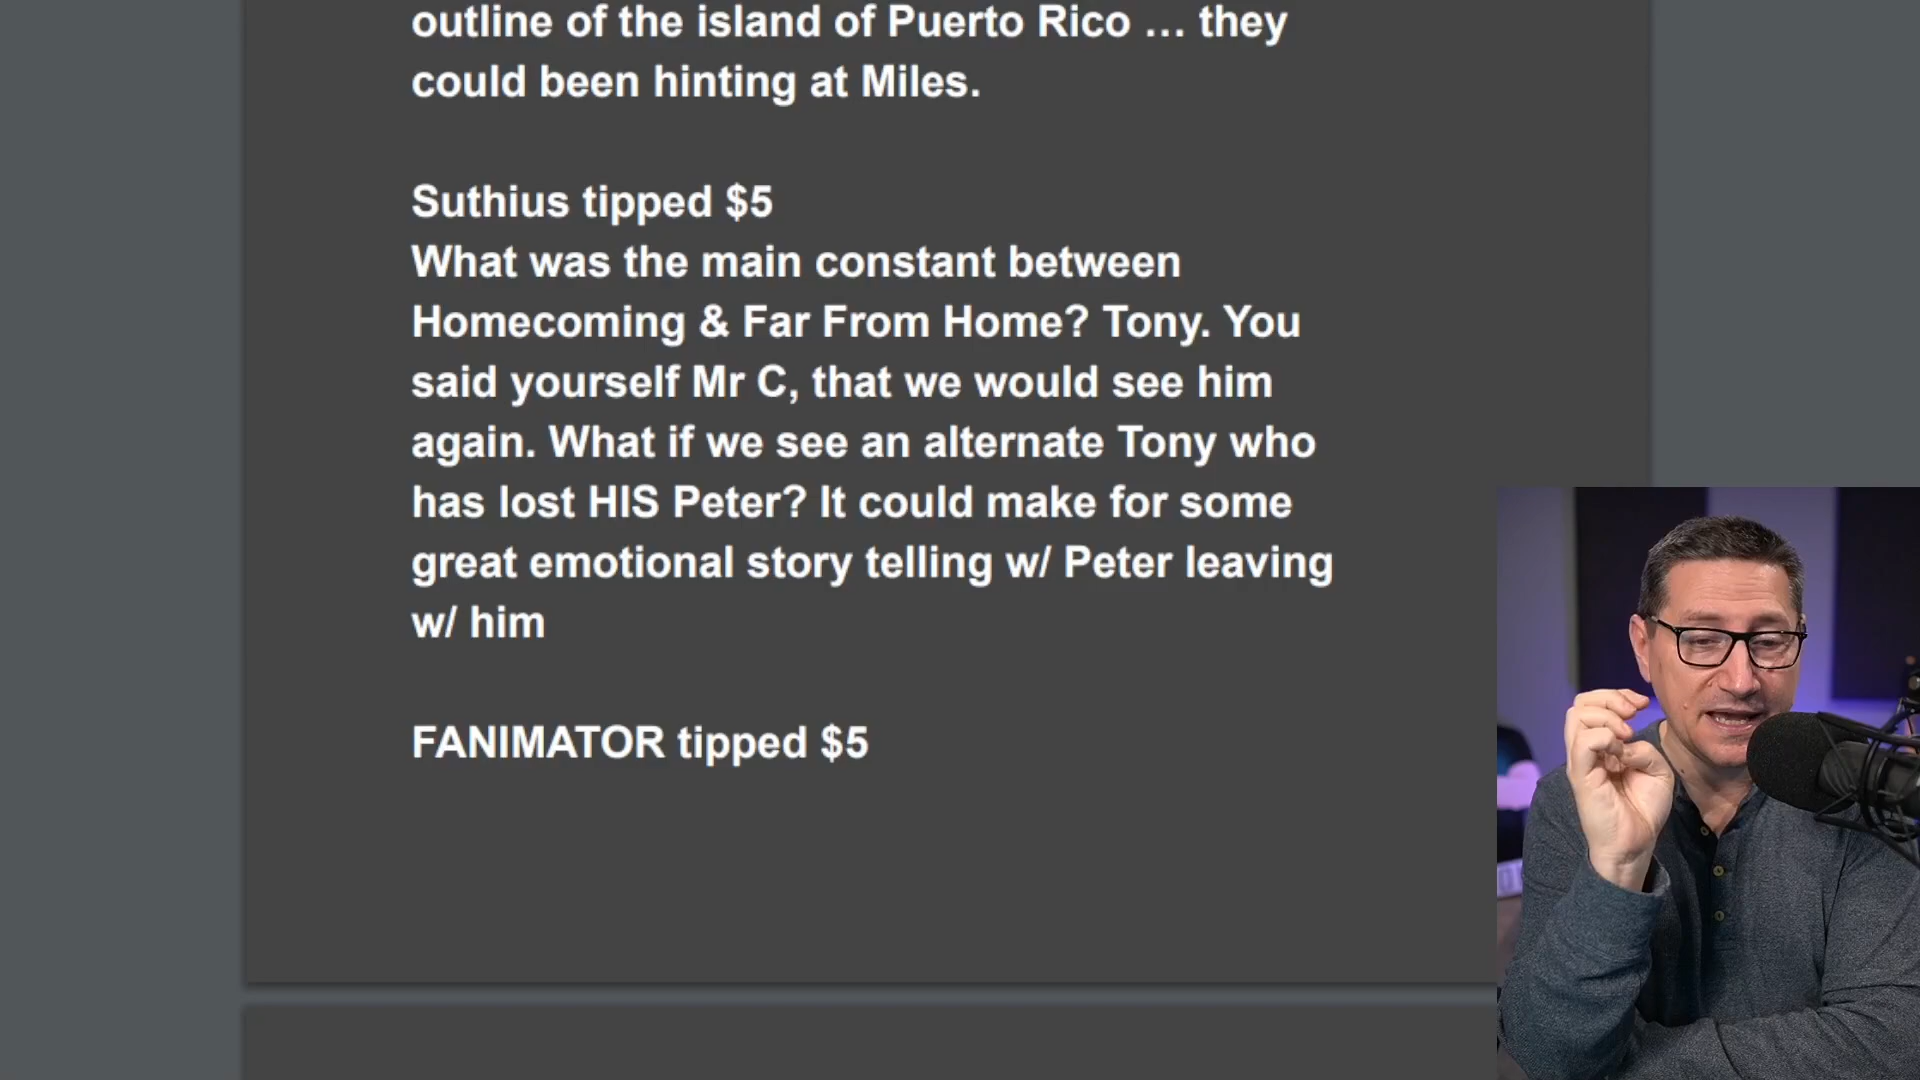 outline of the island of Puerto Rico … they
could been hinting at Miles.
Suthius tipped $5
What was the main constant between
Homecoming & Far From Home? Tony. You
said yourself Mr C, that we would see him
again. What if we see an alternate Tony who
has lost HIS Peter? It could make for some
great emotional story telling w/ Peter leaving
w/ him
FANIMATOR tipped $5